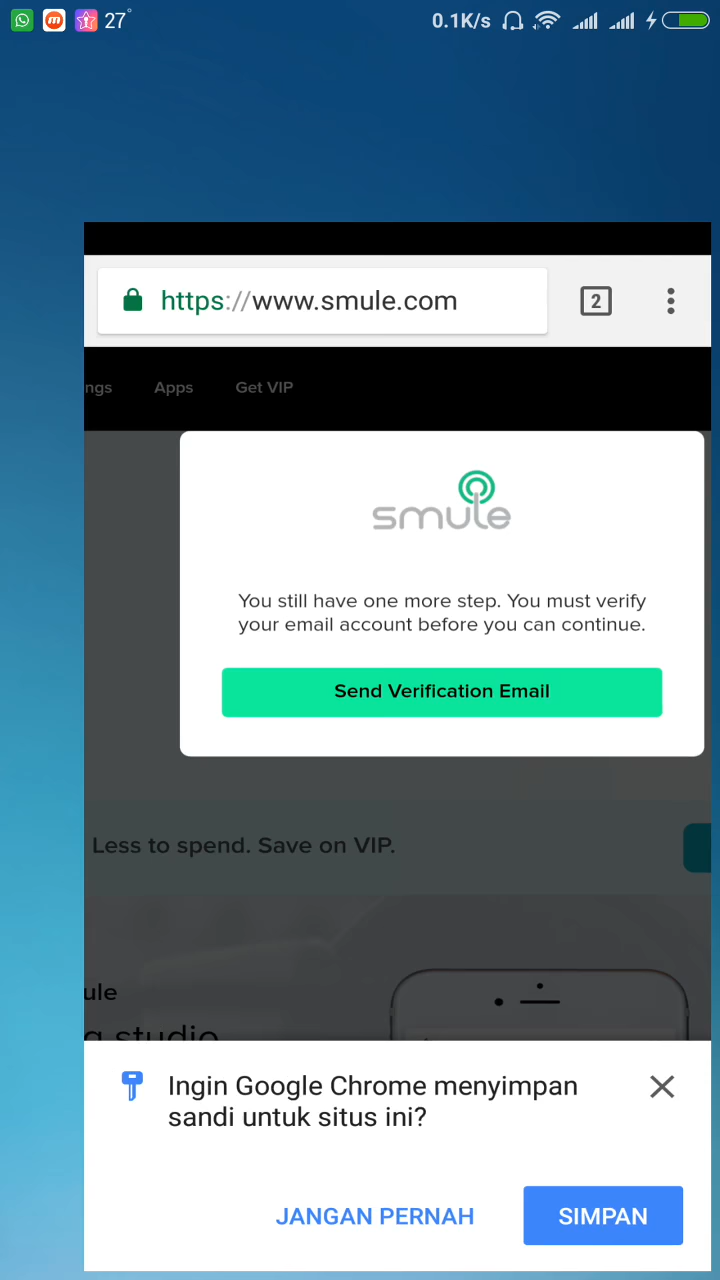 27°
0.1K/s
https://www.smule.com
2
ngs Apps Get VIP
smule
You still have one more step. You must verify
your email account before you can continue.
Send Verification Email
Less to spend. Save on VIP.
ule
g studio
Ingin Google Chrome menyimpan
sandi untuk situs ini?
JANGAN PERNAH
SIMPAN